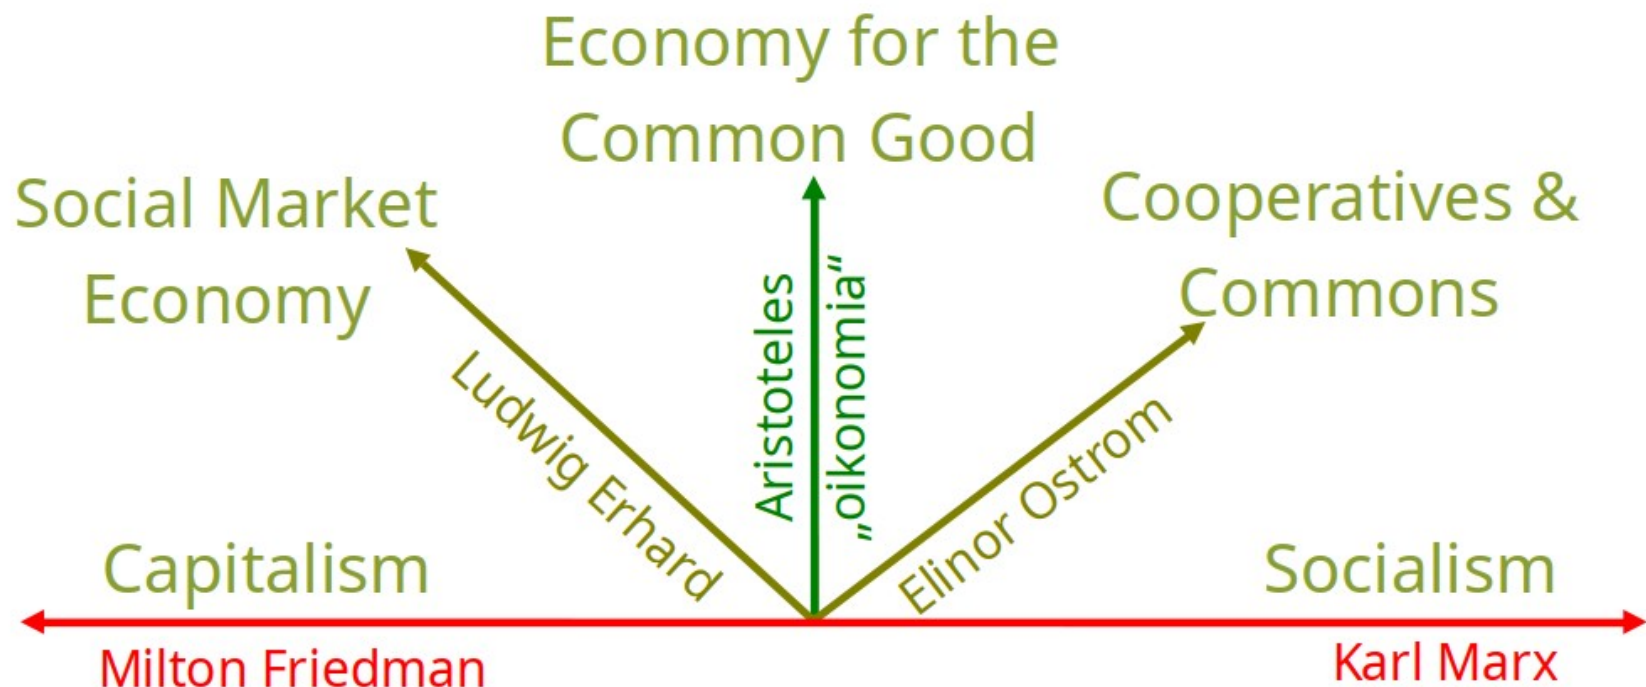 Economy for the
Common Good
Social Market
Economy
Cooperatives &
Commons
Ludwig Erhard
Aristoteles
„oikonomia“
Elinor Ostrom
Capitalism
Socialism
Milton Friedman
Karl Marx